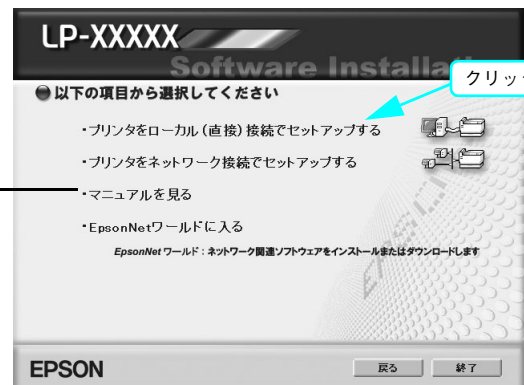 LP-XXXXX
Software Installa
クリッ
以下の項目から選択してください
・プリンタをローカル(直接)接続でセットアップする
・プリンタをネットワーク接続でセットアップする
・マニュアルを見る
・EpsonNetワールドに入る
EpsonNet ワールド：ネットワーク関連ソフトウェアをインストールまたはダウンロードします
EPSON
EPSON
戻る
終了